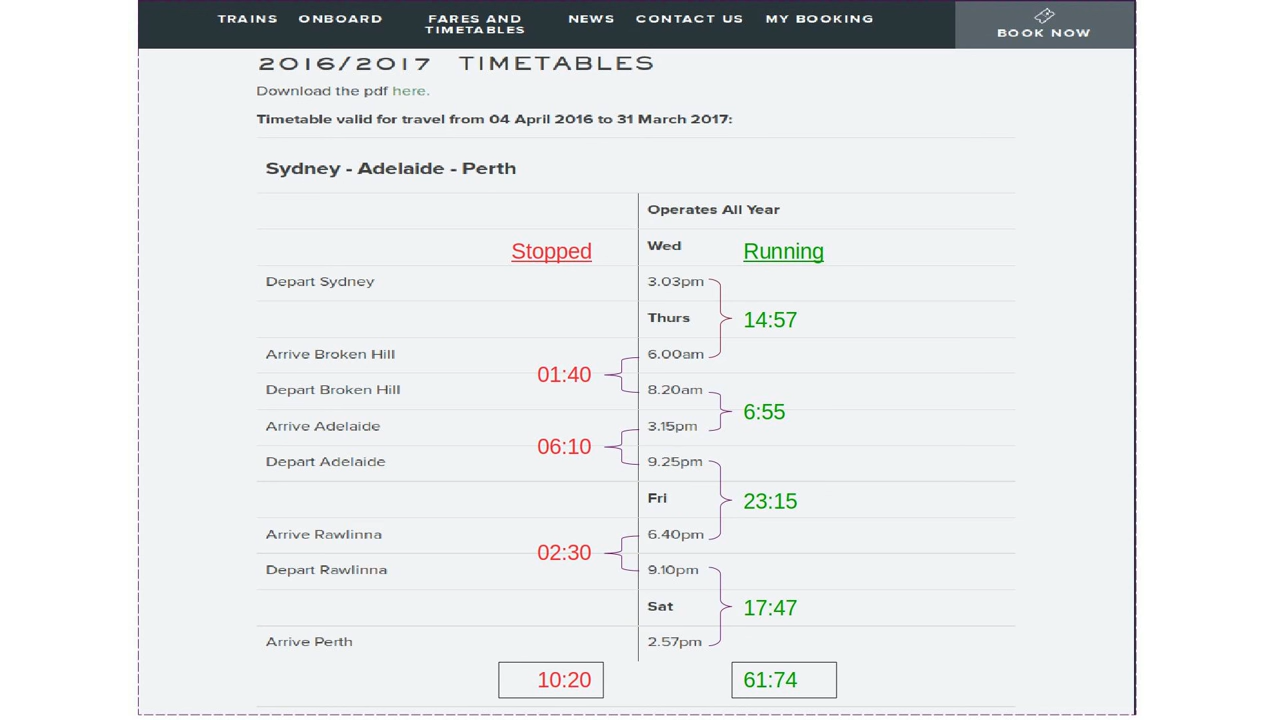 TRAINS ONBOARD FARES AND TIMETABLES NEWS CONTACT US MY BOOKING BOOK NOW
2016/2017 TIMETABLES
Download the pdf here.
Timetable valid for travel from 04 April 2016 to 31 March 2017:
Sydney - Adelaide - Perth
Operates All Year
Stopped Wed Running
Depart Sydney 3.03pm
Thurs 14:57
Arrive Broken Hill 6.00am
01:40
Depart Broken Hill 8.20am
6:55
Arrive Adelaide 3.15pm
06:10
Depart Adelaide 9.25pm
Fri 23:15
Arrive Rawlinna 6.40pm
02:30
Depart Rawlinna 9.10pm
Sat 17:47
Arrive Perth 2.57pm
10:20 61:74